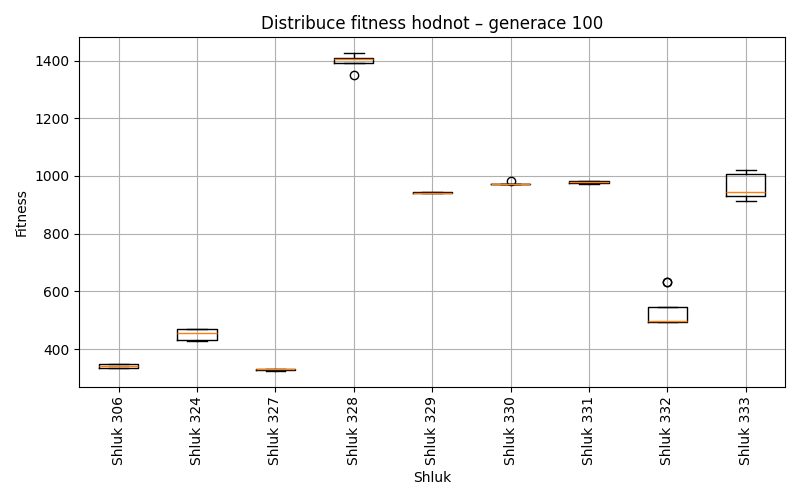 Distribuce fitness hodnot – generace 100
Fitness
1400
1200
1000
800
600
400
Shluk 306
Shluk 324
Shluk 327
Shluk 328
Shluk 329
Shluk 330
Shluk 331
Shluk 332
Shluk 333
Shluk